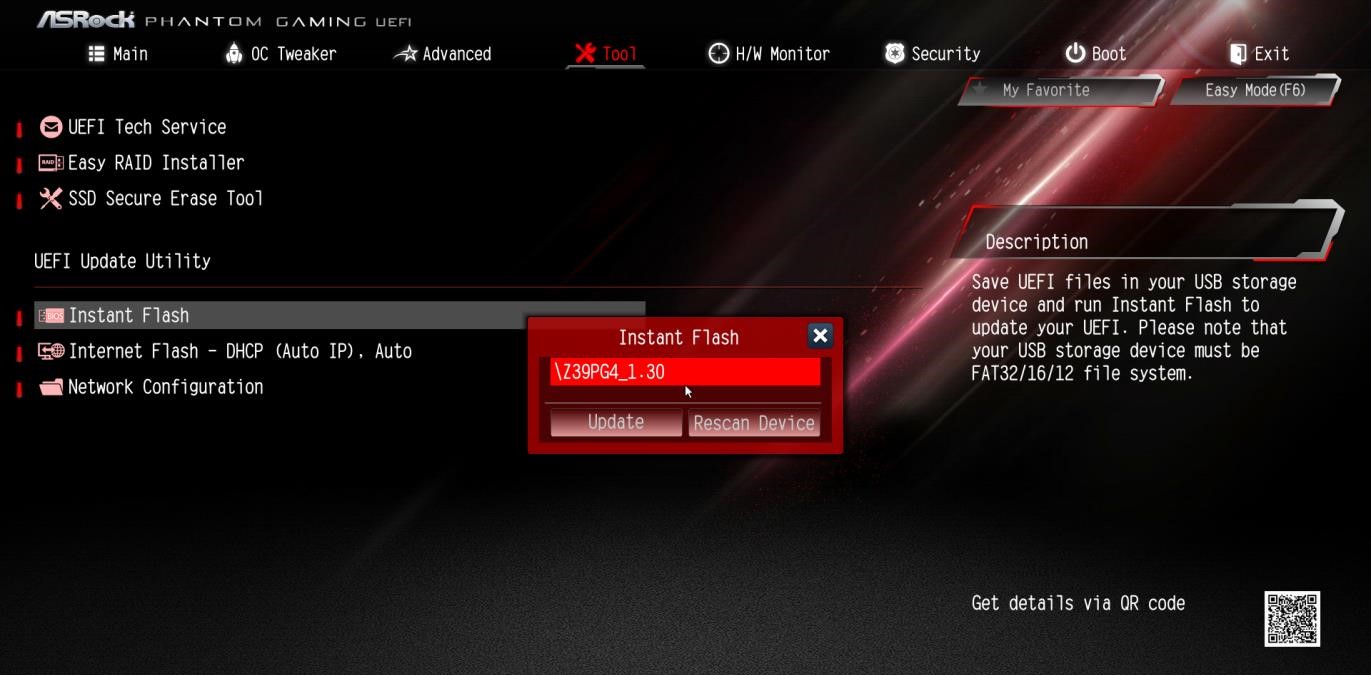 ASRock PHANTOM GAMING UEFI
Main OC Tweaker Advanced Tool H/W Monitor Security Boot Exit
My Favorite Easy Mode(F6)
UEFI Tech Service
RAID Easy RAID Installer
SSD Secure Erase Tool
UEFI Update Utility
BIOS Instant Flash
Internet Flash - DHCP (Auto IP), Auto
Network Configuration
Instant Flash
\Z39PG4_1.30
Update Rescan Device
Description
Save UEFI files in your USB storage
device and run Instant Flash to
update your UEFI. Please note that
your USB storage device must be
FAT32/16/12 file system.
Get details via QR code